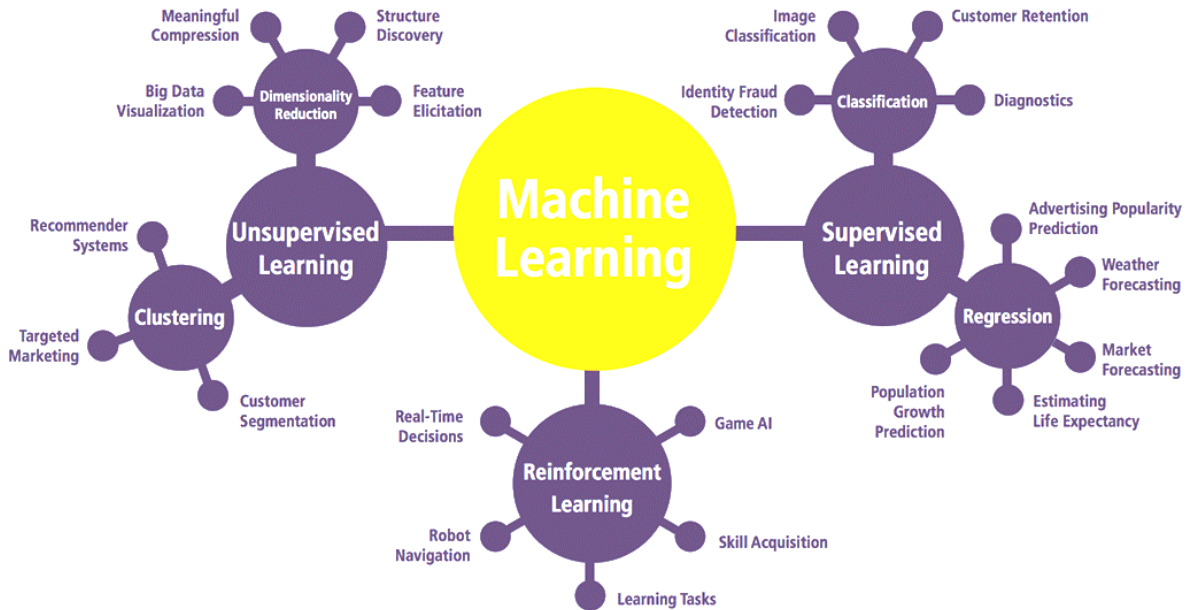 Machine
Learning
Unsupervised
Learning
Dimensionality
Reduction
Meaningful
Compression
Structure
Discovery
Big Data
Visualization
Feature
Elicitation
Clustering
Recommender
Systems
Targeted
Marketing
Customer
Segmentation
Supervised
Learning
Classification
Image
Classification
Customer Retention
Identity Fraud
Detection
Diagnostics
Regression
Advertising Popularity
Prediction
Weather
Forecasting
Market
Forecasting
Population
Growth
Prediction
Estimating
Life Expectancy
Reinforcement
Learning
Real-Time
Decisions
Game AI
Robot
Navigation
Skill Acquisition
Learning Tasks